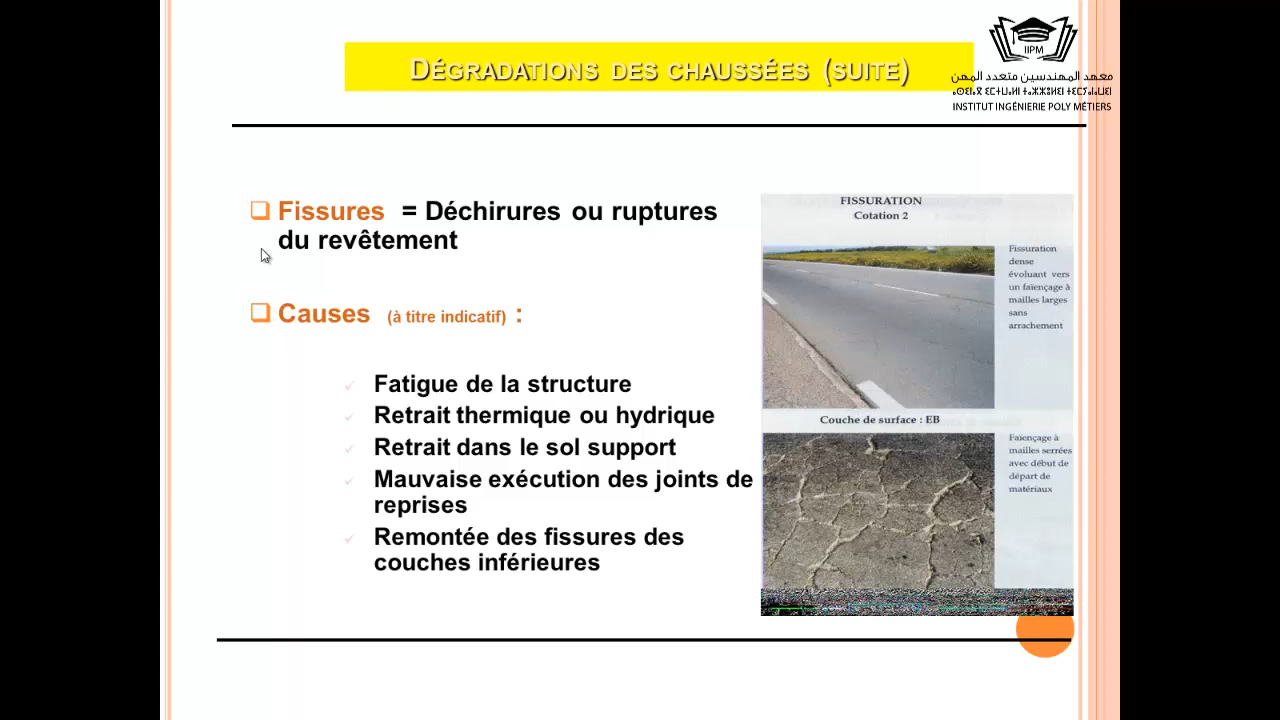 DÉGRADATIONS DES CHAUSSÉES (SUITE)
IIPM
معهد المهندسين متعدد المهن
INSTITUT INGÉNIERIE POLY MÉTIERS
Fissures = Déchirures ou ruptures
du revêtement
Causes (à titre indicatif) :
Fatigue de la structure
Retrait thermique ou hydrique
Retrait dans le sol support
Mauvaise exécution des joints de
reprises
Remontée des fissures des
couches inférieures
FISSURATION
Cotation 2
Fissuration
dense
évoluant vers
un faïençage à
mailles larges
sans
arrachement
Couche de surface : EB
Faïençage à
mailles serrées
avec début de
départ de
matériaux